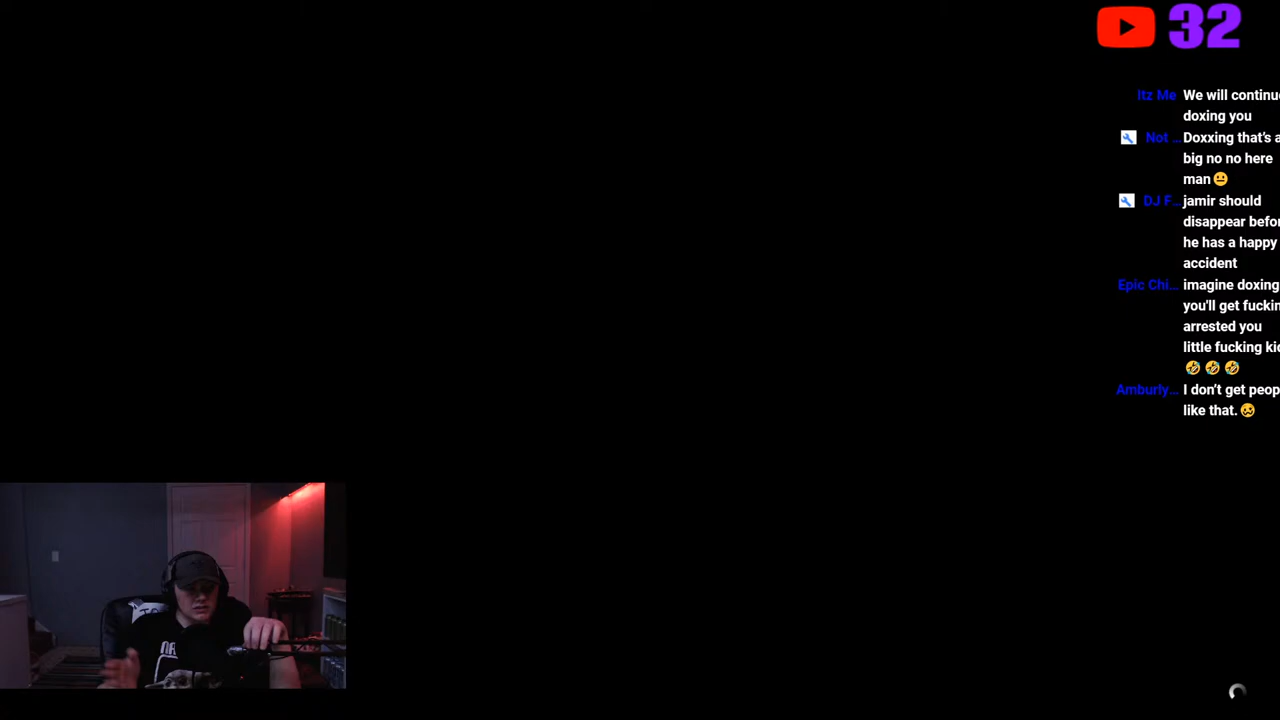 32
Itz Me We will continue
doxing you
Not ... Doxxing that's a
big no no here
man😐
DJ F... jamir should
disappear befor
he has a happy
accident
Epic Chi... imagine doxing
you'll get fuckin
arrested you
little fucking kid
🤣 🤣 🤣
Amburly... I don't get peop
like that.🥴